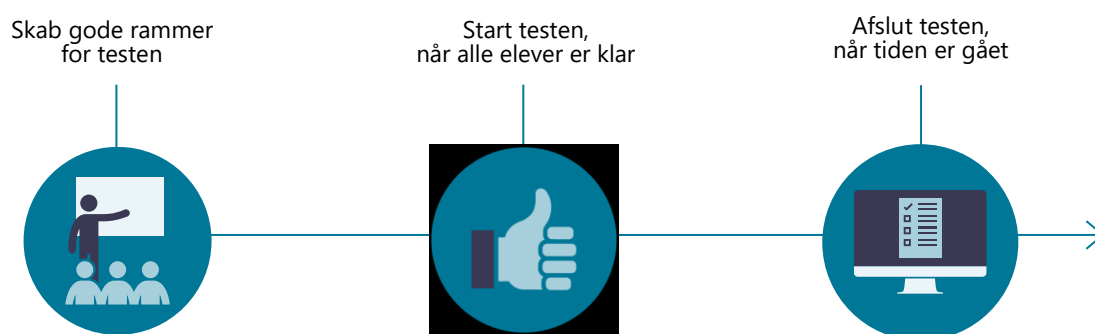 Skab gode rammer
for testen
Start testen,
når alle elever er klar
Afslut testen,
når tiden er gået